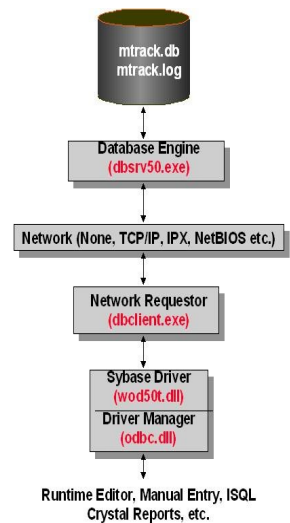 mtrack.db
mtrack.log
Database Engine
(dbsrv50.exe)
Network (None, TCP/IP, IPX, NetBIOS etc.)
Network Requestor
(dbclient.exe)
Sybase Driver
(wod50t.dll)
Driver Manager
(odbc.dll)
Runtime Editor, Manual Entry, ISQL
Crystal Reports, etc.